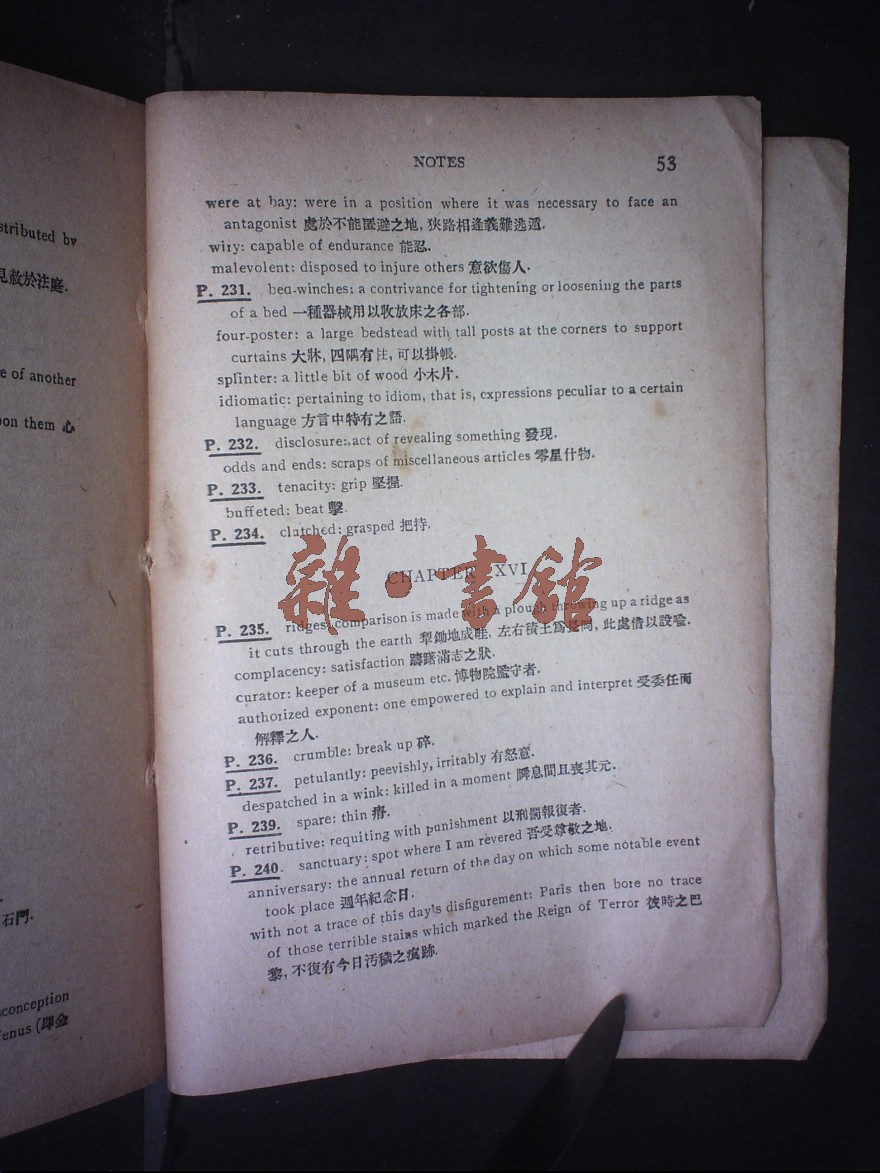 stributed by
見赦於法庭.
e of another
pon them 心
石門.
sconception
enus
NOTES 53
were at bay: were in a position where it was necessary to face an
antagonist 處於不能匿避之地, 狹路相逢義難逃遁.
wiry: capable of endurance 能忍.
malevolent: disposed to injure others 意欲傷人.
P. 231. bed-winches: a contrivance for tightening or loosening the parts
of a bed 一種器械用以收放床之各部.
four-poster: a large bedstead with tall posts at the corners to support
curtains 大牀, 四隅有柱, 可以掛帳.
splinter: a little bit of wood 小木片.
idiomatic: pertaining to idiom, that is, expressions peculiar to a certain
language 方言中特有之語.
P. 232. disclosure: act of revealing something 發現.
odds and ends: scraps of miscellaneous articles 零星什物.
P. 233. tenacity: grip 堅握.
buffeted: beat 擊.
P. 234. clutched: grasped 把持.
雜·書館
CHAPTER XVI
P. 235. ridges: comparison is made with a plough throwing up a ridge as
it cuts through the earth 犁鋤地成畦, 左右積土爲 此處借以設喩.
complacency: satisfaction 躊躇滿志之狀.
curator: keeper of a museum etc. 博物院監守者.
authorized exponent: one empowered to explain and interpret 受委任而
解釋之人.
P. 236. crumble: break up 碎.
P. 237. petulantly: peevishly, irritably 有怒意.
despatched in a wink: killed in a moment 瞬息間且喪其元.
P. 239. spare: thin 瘠.
retributive: requiting with punishment 以刑罰報復者.
P. 240. sanctuary: spot where I am revered 吾受尊敬之地.
anniversary: the annual return of the day on which some notable event
took place 週年紀念日.
with not a trace of this day's disfigurement: Paris then bore no trace
of those terrible stains which marked the Reign of Terror 彼時之巴
黎, 不復有今日汚穢之痕跡.